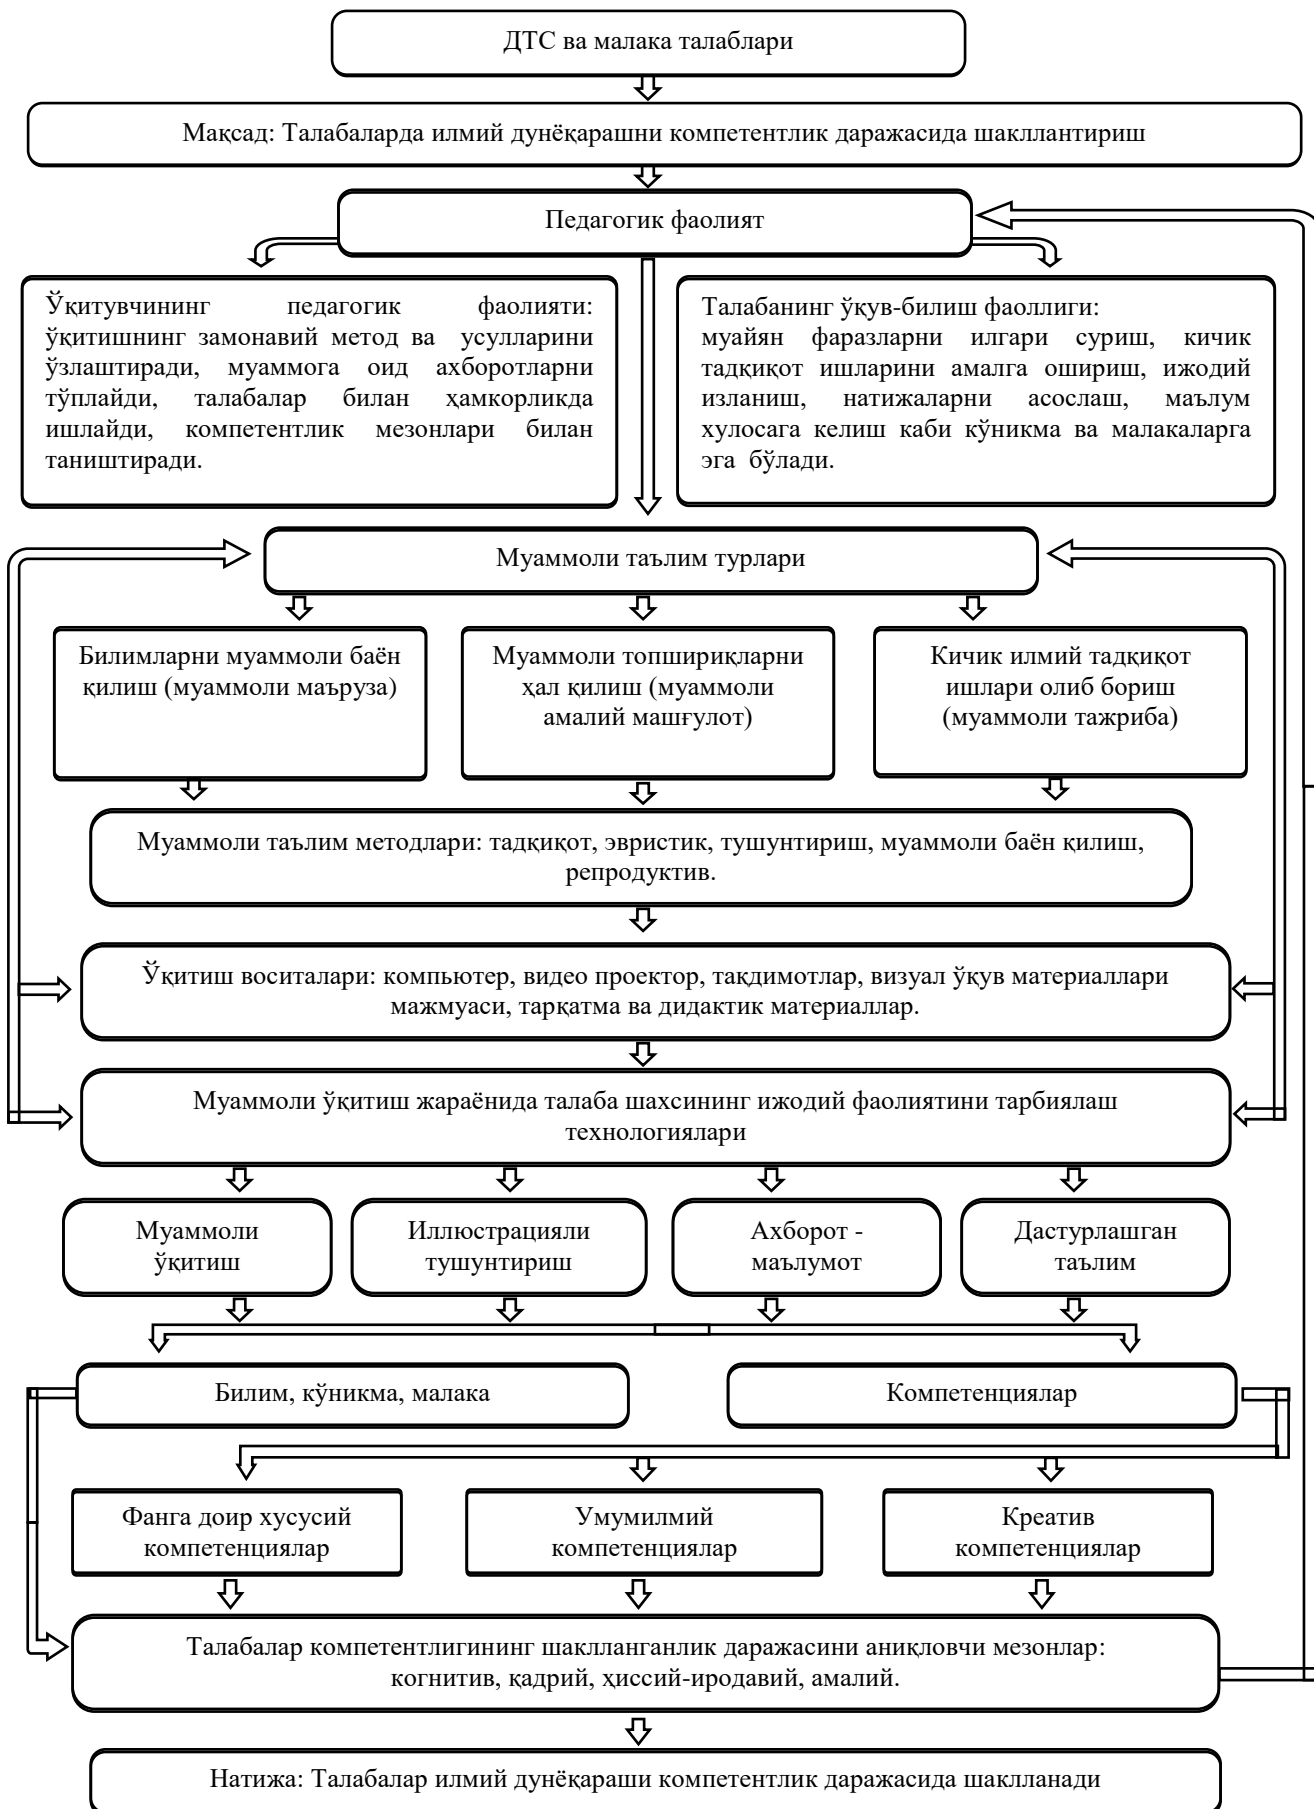 ДТС ва малака талаблари
Мақсад: Талабаларда илмий дунёқарашни компетентлик даражасида шакллантириш
Педагогик фаолият
Ўқитувчининг педагогик фаолияти:
ўқитишнинг замонавий метод ва усулларини
ўзлаштиради, муаммога оид ахборотларни
тўплайди, талабалар билан ҳамкорликда
ишлайди, компетентлик мезонлари билан
таништиради.
Талабанинг ўқув-билиш фаоллиги:
муайян фаразларни илгари суриш, кичик
тадқиқот ишларини амалга ошириш, ижодий
изланиш, натижаларни асослаш, маълум
хулосага келиш каби кўникма ва малакаларга
эга бўлади.
Муаммоли таълим турлари
Билимларни муаммоли баён
қилиш (муаммоли маъруза)
Муаммоли топшириқларни
ҳал қилиш (муаммоли
амалий машғулот)
Кичик илмий тадқиқот
ишлари олиб бориш
(муаммоли тажриба)
Муаммоли таълим методлари: тадқиқот, эвристик, тушунтириш, муаммоли баён қилиш,
репродуктив.
Ўқитиш воситалари: компьютер, видео проектор, тақдимотлар, визуал ўқув материаллари
мажмуаси, тарқатма ва дидактик материаллар.
Муаммоли ўқитиш жараёнида талаба шахсининг ижодий фаолиятини тарбиялаш
технологиялари
Муаммоли
ўқитиш
Иллюстрацияли
тушунтириш
Ахборот -
маълумот
Дастурлашган
таълим
Билим, кўникма, малака
Компетенциялар
Фанга доир хусусий
компетенциялар
Умумилмий
компетенциялар
Креатив
компетенциялар
Талабалар компетентлигининг шаклланганлик даражасини аниқловчи мезонлар:
когнитив, қадрий, ҳиссий-иродавий, амалий.
Натижа: Талабалар илмий дунёқараши компетентлик даражасида шаклланади